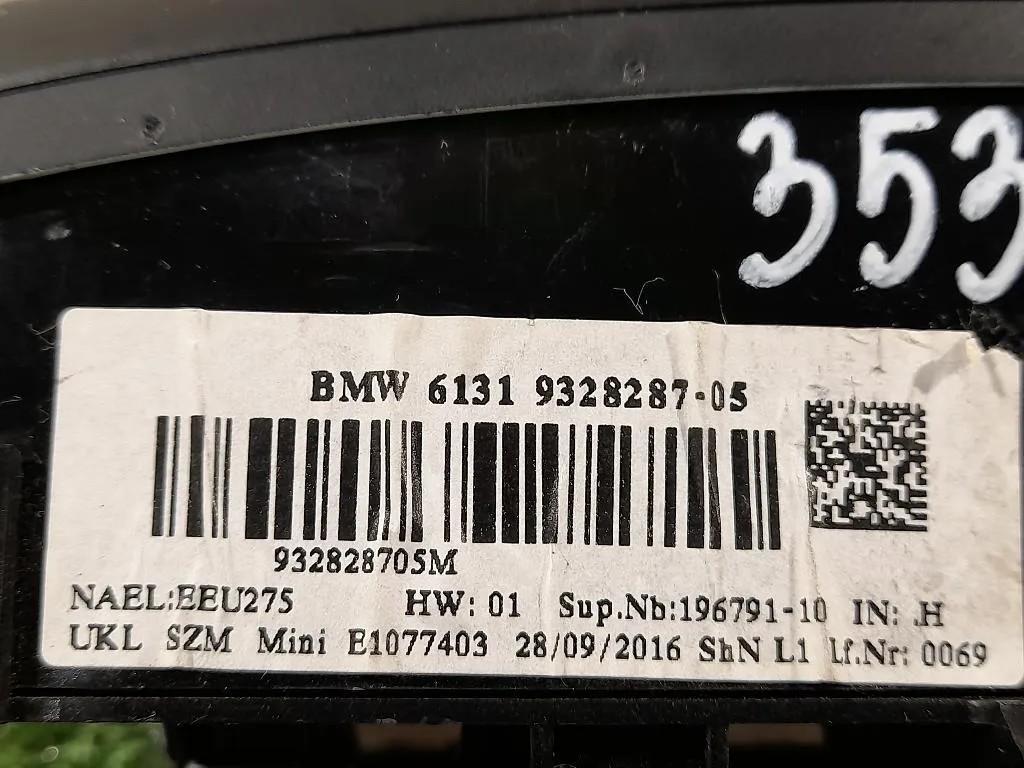 353
BMW 6131 9328287-05
932828705M
NAEL:EEU275 HW: 01 Sup.Nb:196791-10 IN: .H
UKL SZM Mini E1077403 28/09/2016 ShN L1 Lf.Nr: 0069